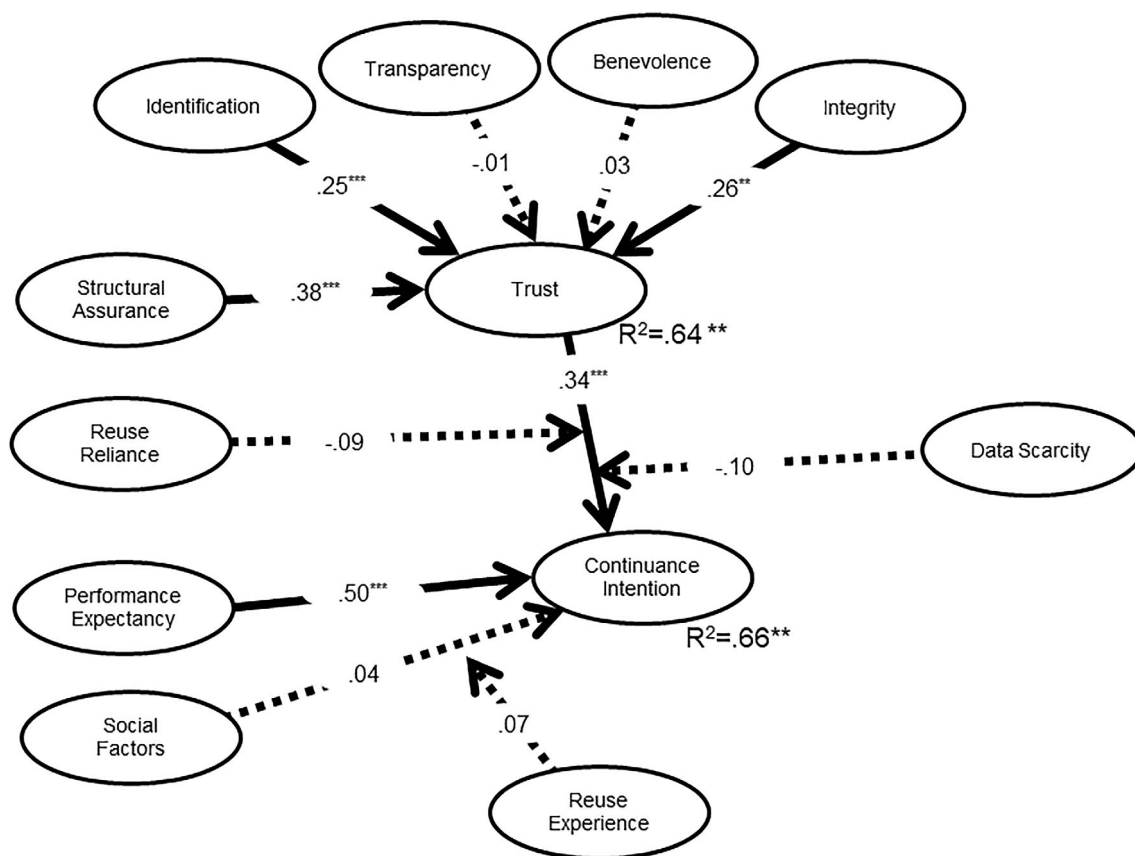 Transparency
Benevolence
Identification
Integrity
-.01
.03
.25***
.26**
Structural
Assurance
.38***
Trust
R²=.64 **
.34***
Reuse
Reliance
-.09
-.10
Data Scarcity
Continuance
Intention
Performance
Expectancy
.50***
R²=.66**
.04
Social
Factors
.07
Reuse
Experience